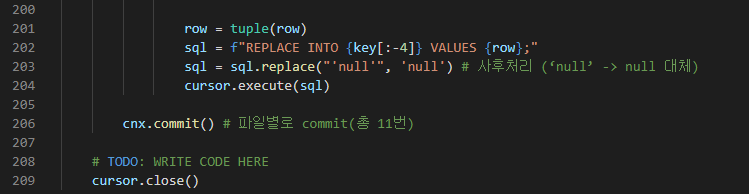 200
201 row = tuple(row)
202 sql = f"REPLACE INTO {key[:-4]} VALUES {row};"
203 sql = sql.replace("'null'", 'null') # 사후처리 (‘null’ -> null 대체)
204 cursor.execute(sql)
205
206 cnx.commit() # 파일별로 commit(총 11번)
207
208 # TODO: WRITE CODE HERE
209 cursor.close()